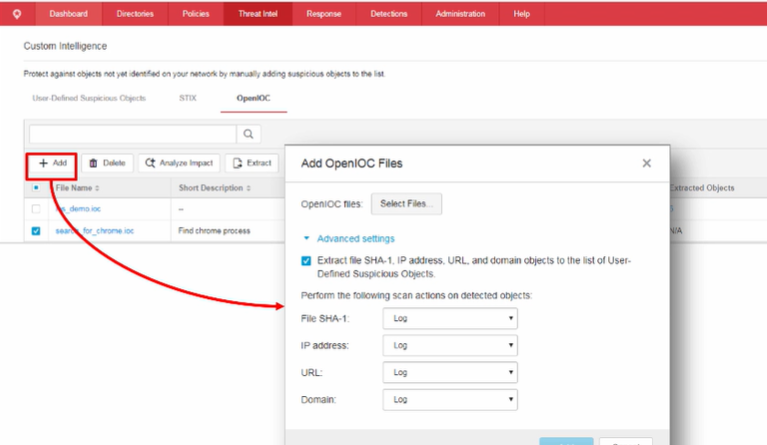 Dashboard Directories Policies Threat Intel Response Detections Administration Help
Custom Intelligence
Protect against objects not yet identified on your network by manually adding suspicious objects to the list.
User-Defined Suspicious Objects STIX OpenIOC
Add Delete Analyze Impact Extract
File Name Short Description Extracted Objects
_demo.ioc --
search_for_chrome.ioc Find chrome process N/A
Add OpenIOC Files
OpenIOC files: Select Files...
Advanced settings
Extract file SHA-1, IP address, URL, and domain objects to the list of User-
Defined Suspicious Objects.
Perform the following scan actions on detected objects:
File SHA-1: Log
IP address: Log
URL: Log
Domain: Log